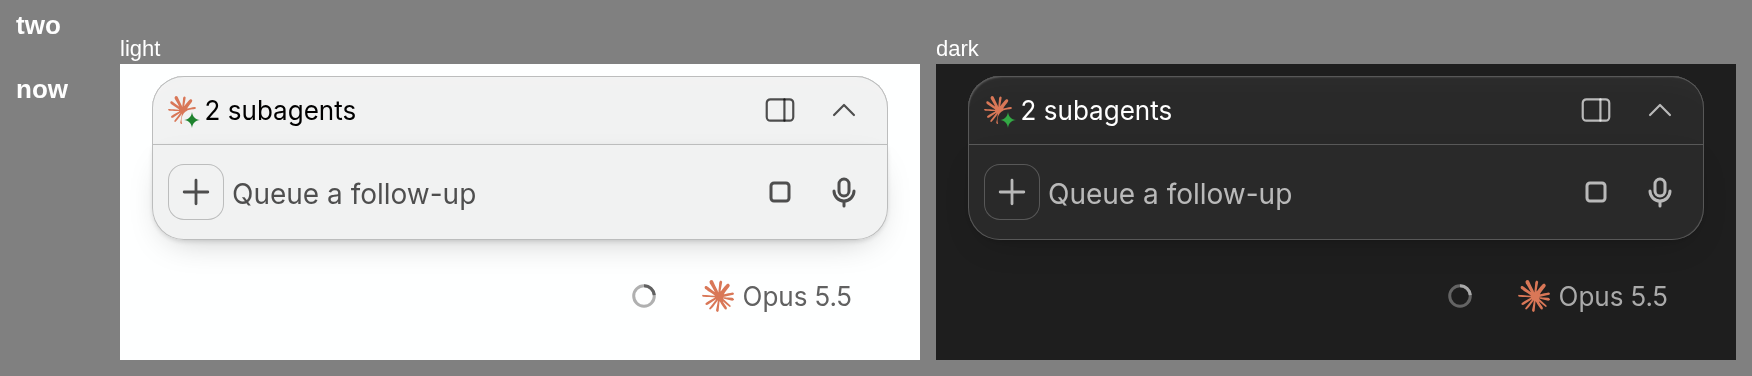 two
light
dark
now
2 subagents
2 subagents
Queue a follow-up
Queue a follow-up
Opus 5.5
Opus 5.5